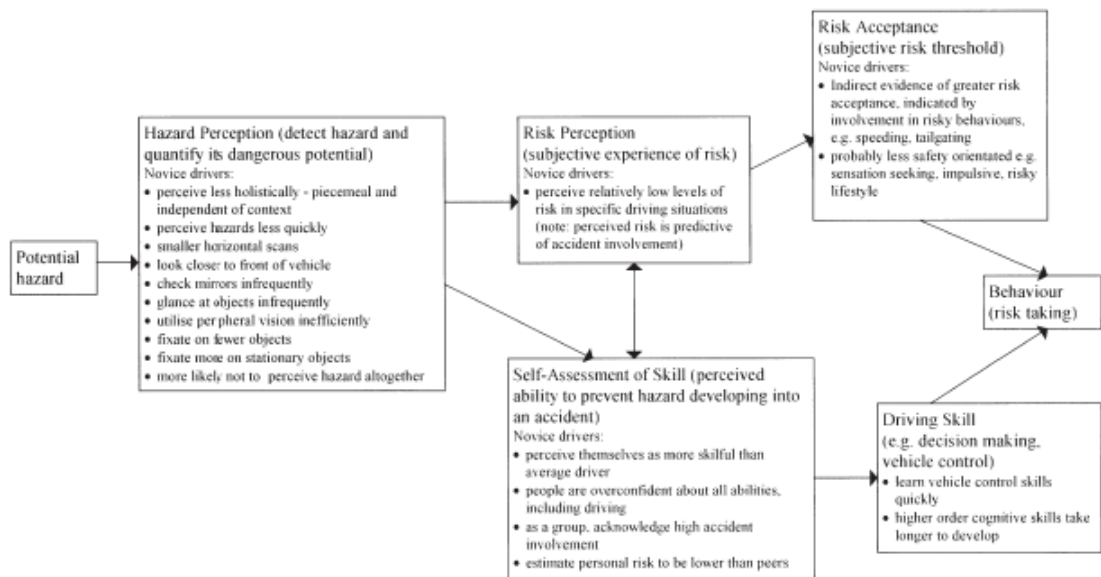 Potential
hazard
Hazard Perception (detect hazard and
quantify its dangerous potential)
Novice drivers:
• perceive less holistically - piecemeal and
independent of context
• perceive hazards less quickly
• smaller horizontal scans
• look closer to front of vehicle
• check mirrors infrequently
• glance at objects infrequently
• utilise peripheral vision inefficiently
• fixate on fewer objects
• fixate more on stationary objects
• more likely not to perceive hazard altogether
Risk Perception
(subjective experience of risk)
Novice drivers:
• perceive relatively low levels of
risk in specific driving situations
(note: perceived risk is predictive
of accident involvement)
Self-Assessment of Skill (perceived
ability to prevent hazard developing into
an accident)
Novice drivers:
• perceive themselves as more skilful than
average driver
• people are overconfident about all abilities,
including driving
• as a group, acknowledge high accident
involvement
• estimate personal risk to be lower than peers
Risk Acceptance
(subjective risk threshold)
Novice drivers:
• Indirect evidence of greater risk
acceptance, indicated by
involvement in risky behaviours,
e.g. speeding, tailgating
• probably less safety orientated e.g.
sensation seeking, impulsive, risky
lifestyle
Driving Skill
(e.g. decision making,
vehicle control)
• learn vehicle control skills
quickly
• higher order cognitive skills take
longer to develop
Behaviour
(risk taking)